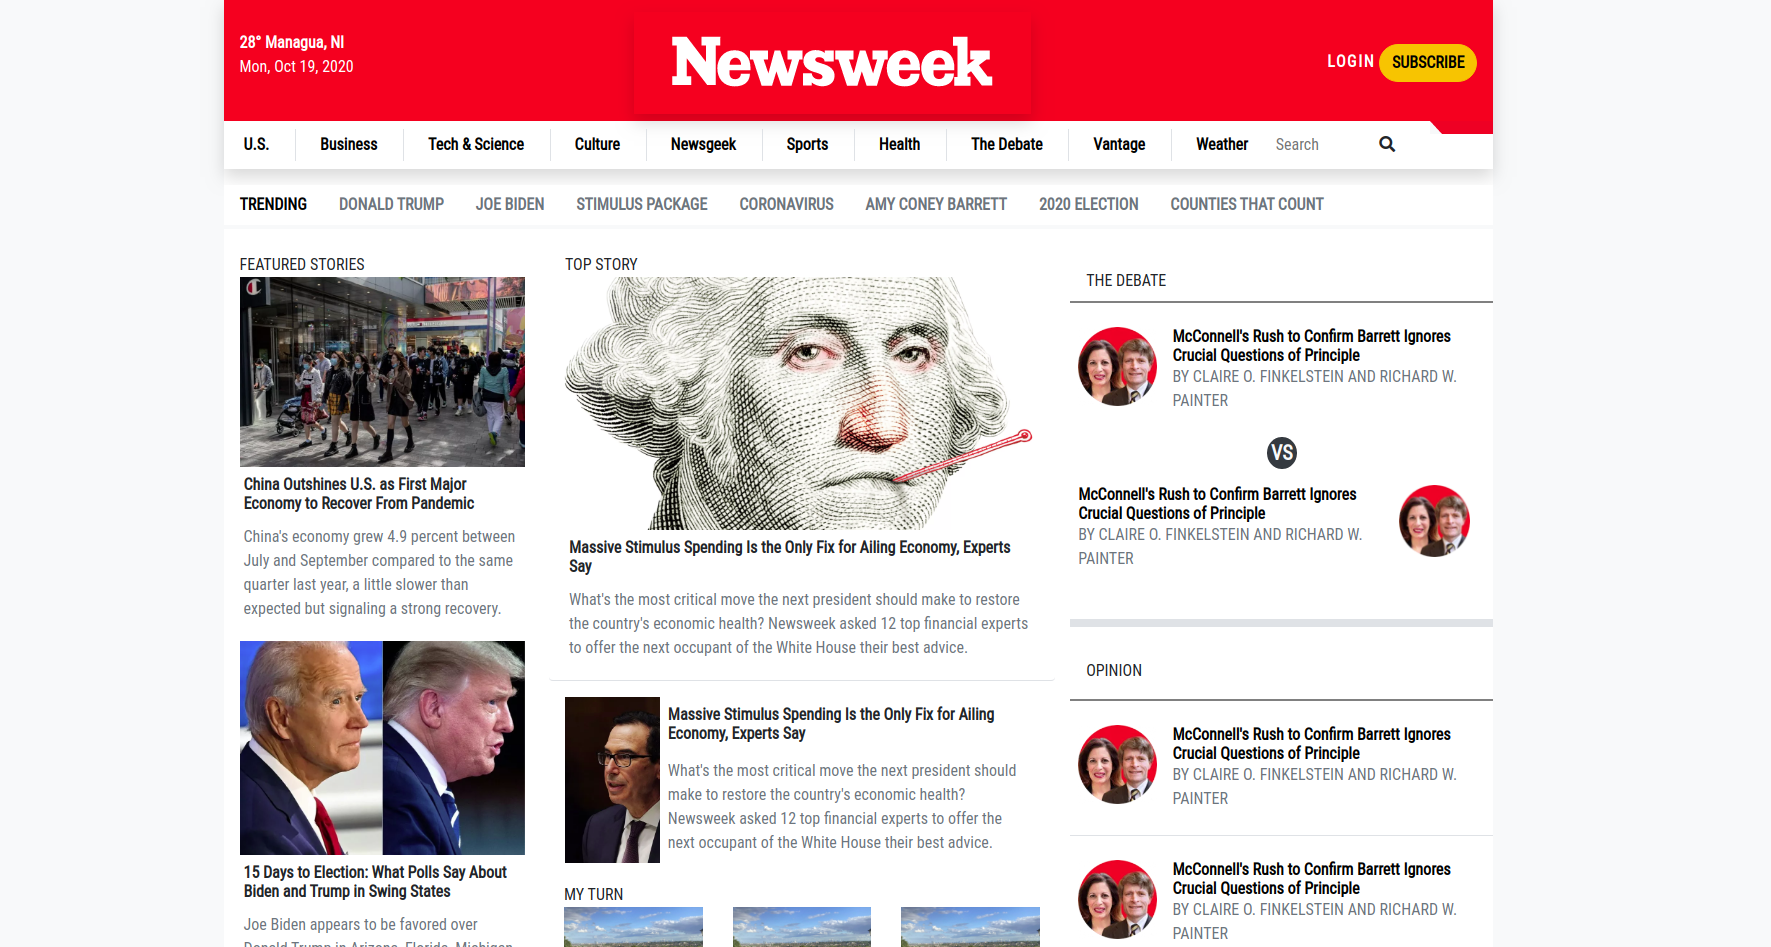 28° Managua, NI
Mon, Oct 19, 2020
Newsweek
LOGIN SUBSCRIBE
U.S. Business Tech & Science Culture Newsgeek Sports Health The Debate Vantage Weather Search
TRENDING DONALD TRUMP JOE BIDEN STIMULUS PACKAGE CORONAVIRUS AMY CONEY BARRETT 2020 ELECTION COUNTIES THAT COUNT
FEATURED STORIES
China Outshines U.S. as First Major
Economy to Recover From Pandemic
China's economy grew 4.9 percent between
July and September compared to the same
quarter last year, a little slower than
expected but signaling a strong recovery.
15 Days to Election: What Polls Say About
Biden and Trump in Swing States
Joe Biden appears to be favored over
Donald Trump in Arizona, Florida, Michigan
TOP STORY
Massive Stimulus Spending Is the Only Fix for Ailing Economy, Experts
Say
What's the most critical move the next president should make to restore
the country's economic health? Newsweek asked 12 top financial experts
to offer the next occupant of the White House their best advice.
Massive Stimulus Spending Is the Only Fix for Ailing
Economy, Experts Say
What's the most critical move the next president should
make to restore the country's economic health?
Newsweek asked 12 top financial experts to offer the
next occupant of the White House their best advice.
MY TURN
THE DEBATE
McConnell's Rush to Confirm Barrett Ignores
Crucial Questions of Principle
BY CLAIRE O. FINKELSTEIN AND RICHARD W.
PAINTER
VS
McConnell's Rush to Confirm Barrett Ignores
Crucial Questions of Principle
BY CLAIRE O. FINKELSTEIN AND RICHARD W.
PAINTER
OPINION
McConnell's Rush to Confirm Barrett Ignores
Crucial Questions of Principle
BY CLAIRE O. FINKELSTEIN AND RICHARD W.
PAINTER
McConnell's Rush to Confirm Barrett Ignores
Crucial Questions of Principle
BY CLAIRE O. FINKELSTEIN AND RICHARD W.
PAINTER